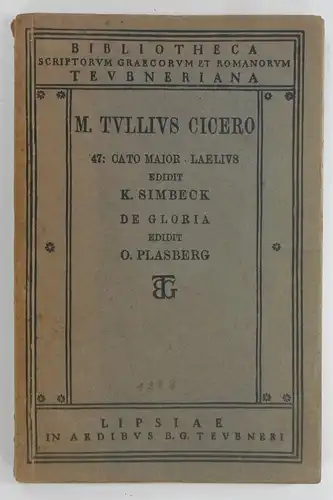 BIBLIOTHECA
SCRIPTORVM GRAECORVM ET ROMANORVM
TEVBNERIANA
M. TVLLIVS CICERO
47: CATO MAIOR · LAELIVS
EDIDIT
K. SIMBECK
DE GLORIA
EDIDIT
O. PLASBERG
BTG
LIPSIAE
IN AEDIBVS B. G. TEVBNERI